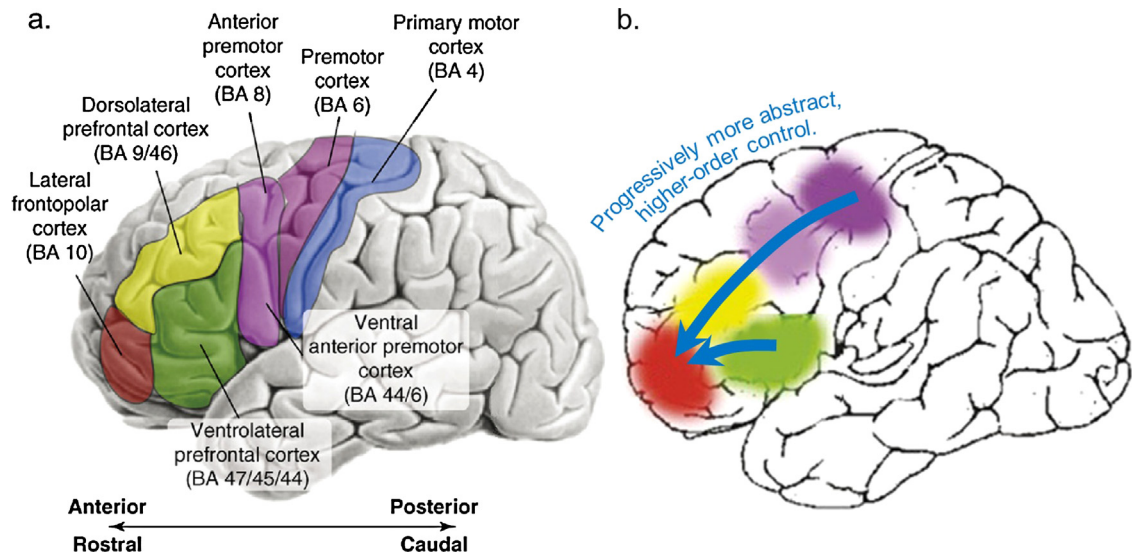 a.
Anterior
premotor
cortex
(BA 8)
Premotor
cortex
(BA 6)
Primary motor
cortex
(BA 4)
Dorsolateral
prefrontal cortex
(BA 9/46)
Lateral
frontopolar
cortex
(BA 10)
Ventral
anterior premotor
cortex
(BA 44/6)
Ventrolateral
prefrontal cortex
(BA 47/45/44)
Anterior
Posterior
Rostral
Caudal
b.
Progressively more abstract,
higher-order control.